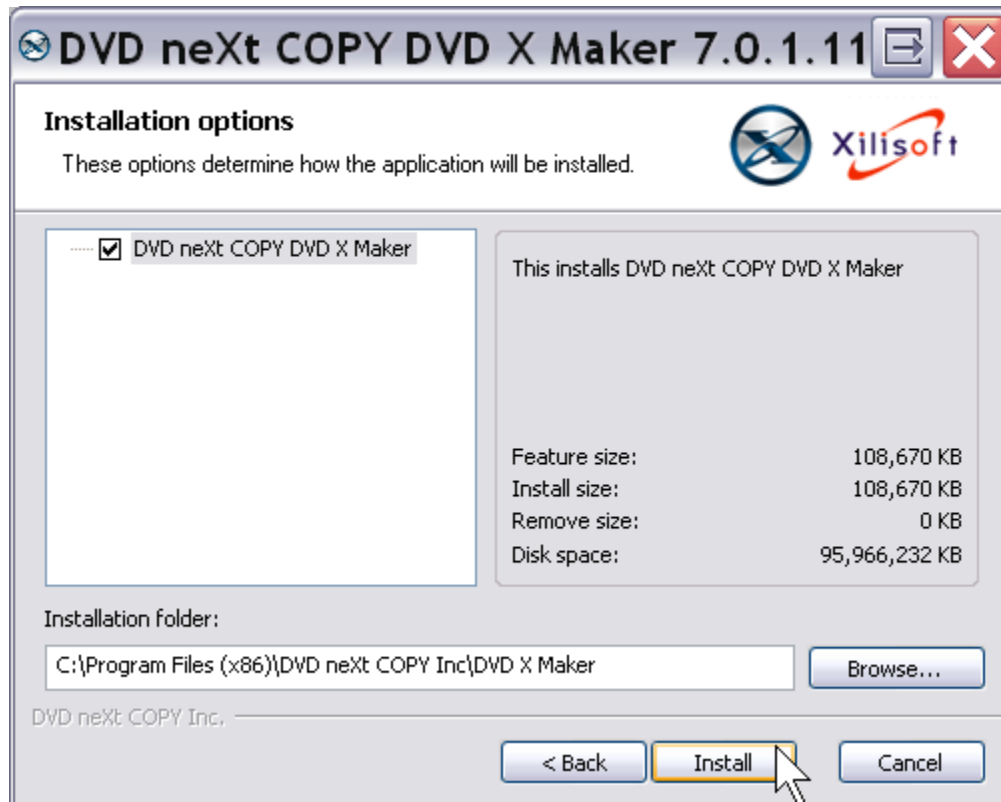 DVD neXt COPY DVD X Maker 7.0.1.11
Installation options
These options determine how the application will be installed.
Xilisoft
DVD neXt COPY DVD X Maker
This installs DVD neXt COPY DVD X Maker
Feature size: 108,670 KB
Install size: 108,670 KB
Remove size: 0 KB
Disk space: 95,966,232 KB
Installation folder:
C:\Program Files (x86)\DVD neXt COPY Inc\DVD X Maker
Browse...
DVD neXt COPY Inc.
< Back Install Cancel